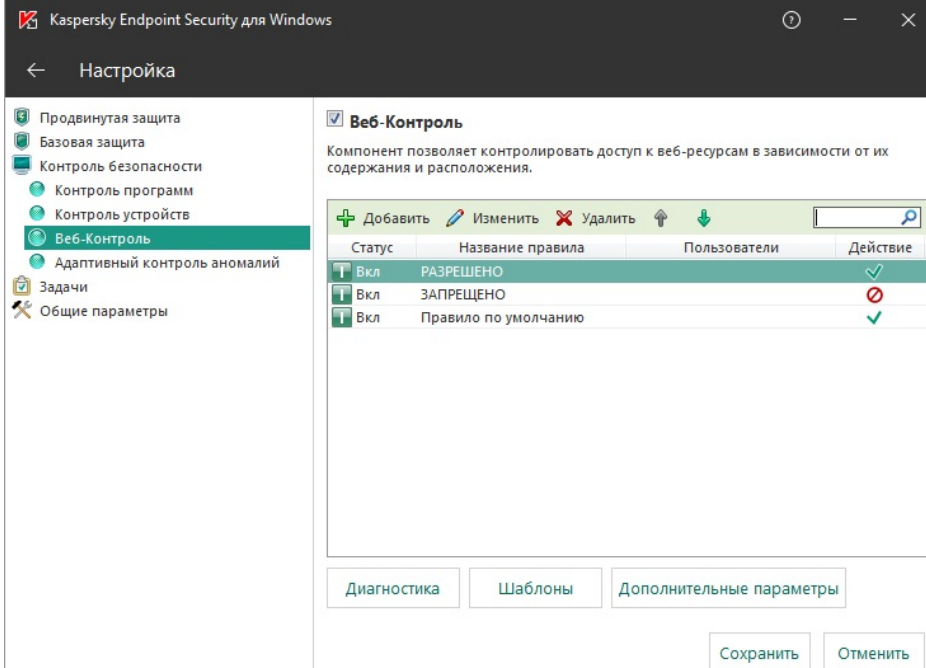 Kaspersky Endpoint Security для Windows
Настройка
Продвинутая защита
Базовая защита
Контроль безопасности
Контроль программ
Контроль устройств
Веб-Контроль
Адаптивный контроль аномалий
Задачи
Общие параметры
Веб-Контроль
Компонент позволяет контролировать доступ к веб-ресурсам в зависимости от их
содержания и расположения.
Добавить Изменить Удалить
Статус Название правила Пользователи Действие
Вкл РАЗРЕШЕНО
Вкл ЗАПРЕЩЕНО
Вкл Правило по умолчанию
Диагностика Шаблоны Дополнительные параметры
Сохранить Отменить